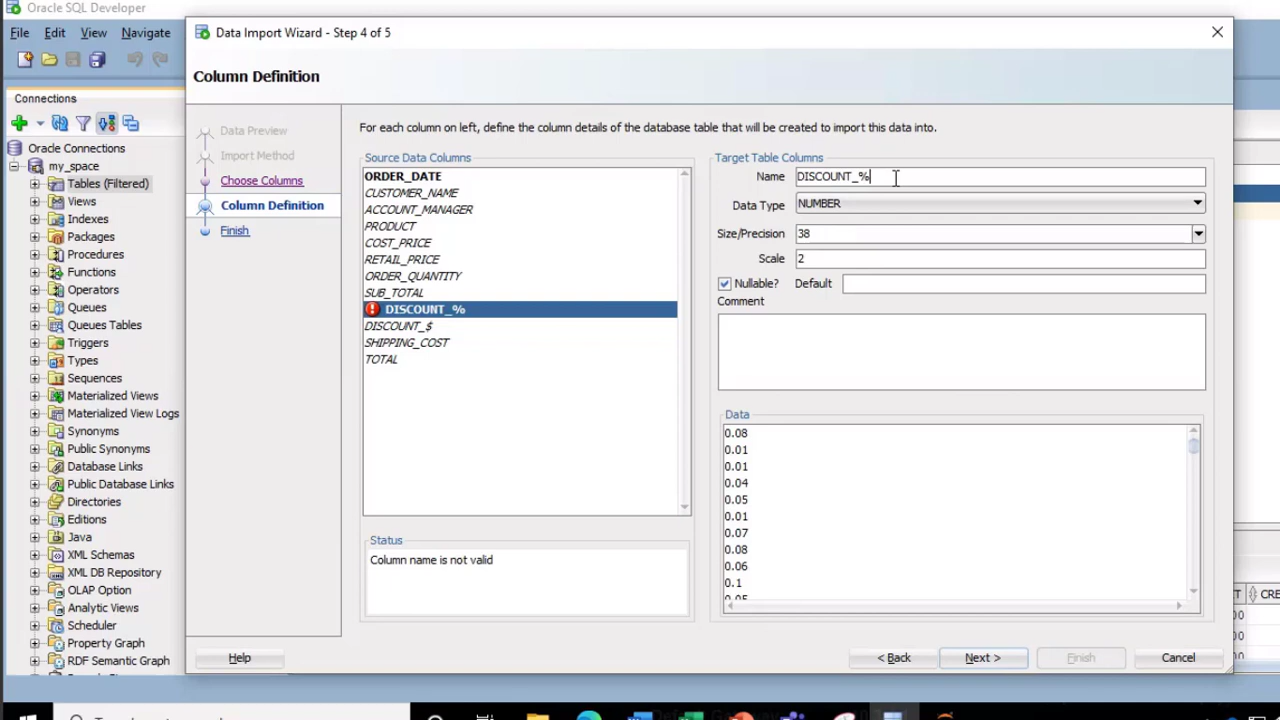 Oracle SQL Developer
File Edit View Navigate
Connections
Oracle Connections
my_space
Tables (Filtered)
Views
Indexes
Packages
Procedures
Functions
Operators
Queues
Queues Tables
Triggers
Types
Sequences
Materialized Views
Materialized View Logs
Synonyms
Public Synonyms
Database Links
Public Database Links
Directories
Editions
Java
XML Schemas
XML DB Repository
OLAP Option
Analytic Views
Scheduler
Property Graph
RDF Semantic Graph
Data Import Wizard - Step 4 of 5
Column Definition
Data Preview
Import Method
Choose Columns
Column Definition
Finish
For each column on left, define the column details of the database table that will be created to import this data into.
Source Data Columns
ORDER_DATE
CUSTOMER_NAME
ACCOUNT_MANAGER
PRODUCT
COST_PRICE
RETAIL_PRICE
ORDER_QUANTITY
SUB_TOTAL
DISCOUNT_%
DISCOUNT_$
SHIPPING_COST
TOTAL
Status
Column name is not valid
Target Table Columns
Name DISCOUNT_%
Data Type NUMBER
Size/Precision 38
Scale 2
Nullable? Default
Comment
Data
0.08
0.01
0.01
0.04
0.05
0.01
0.07
0.08
0.06
0.1
0.05
Help < Back Next > Finish Cancel